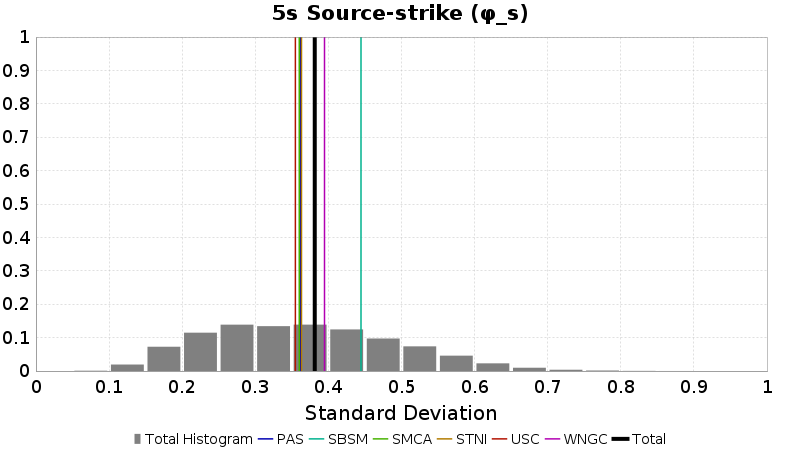 5s Source-strike (φ_s)
1
0.9
0.8
0.7
0.6
0.5
0.4
0.3
0.2
0.1
0
0 0.1 0.2 0.3 0.4 0.5 0.6 0.7 0.8 0.9 1
Standard Deviation
Total Histogram PAS SBSM SMCA STNI USC WNGC Total